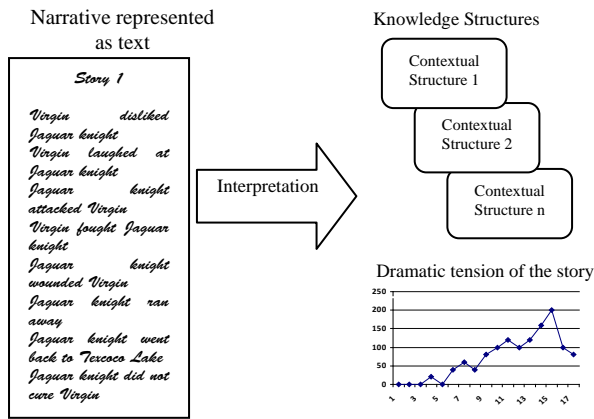 Narrative represented
as text
Story 1
Virgin disliked
Jaguar knight
Virgin laughed at
Jaguar knight
Jaguar knight
attacked Virgin
Virgin fought Jaguar
knight
Jaguar knight
wounded Virgin
Jaguar knight ran
away
Jaguar knight went
back to Texcoco Lake
Jaguar knight did not
cure Virgin
Interpretation
Knowledge Structures
Contextual
Structure 1
Contextual
Structure 2
Contextual
Structure n
Dramatic tension of the story
250
200
150
100
50
0
1 3 5 7 9 11 13 15 17